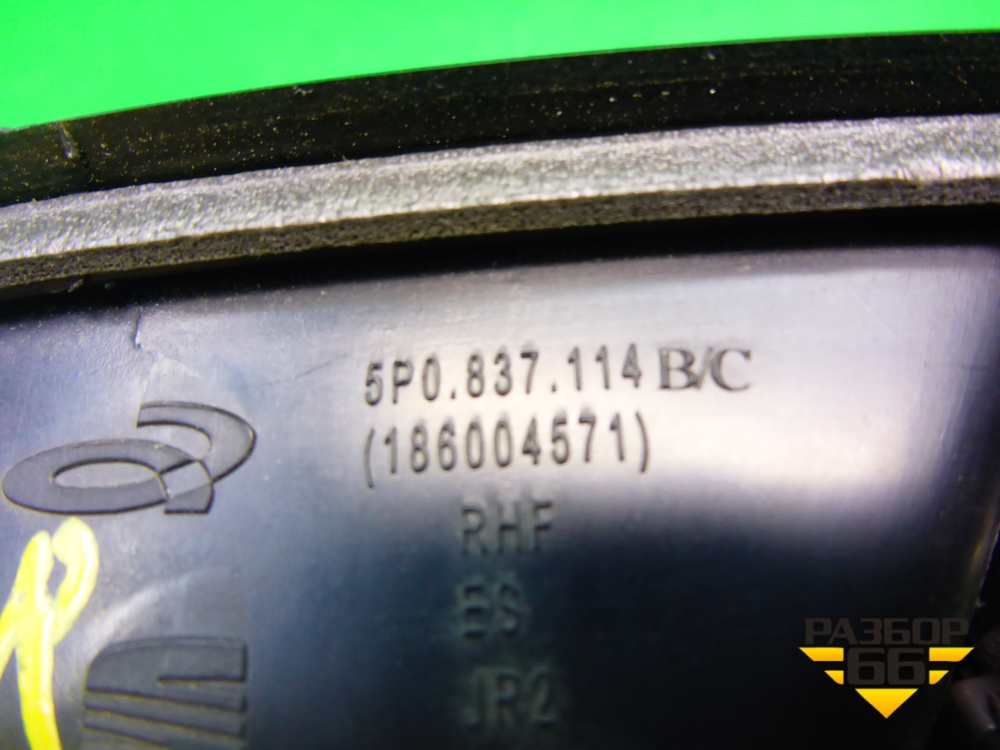 5P0.837.114 B/C
(186004571)
RHF
ES
JR2
РАЗБОР
66